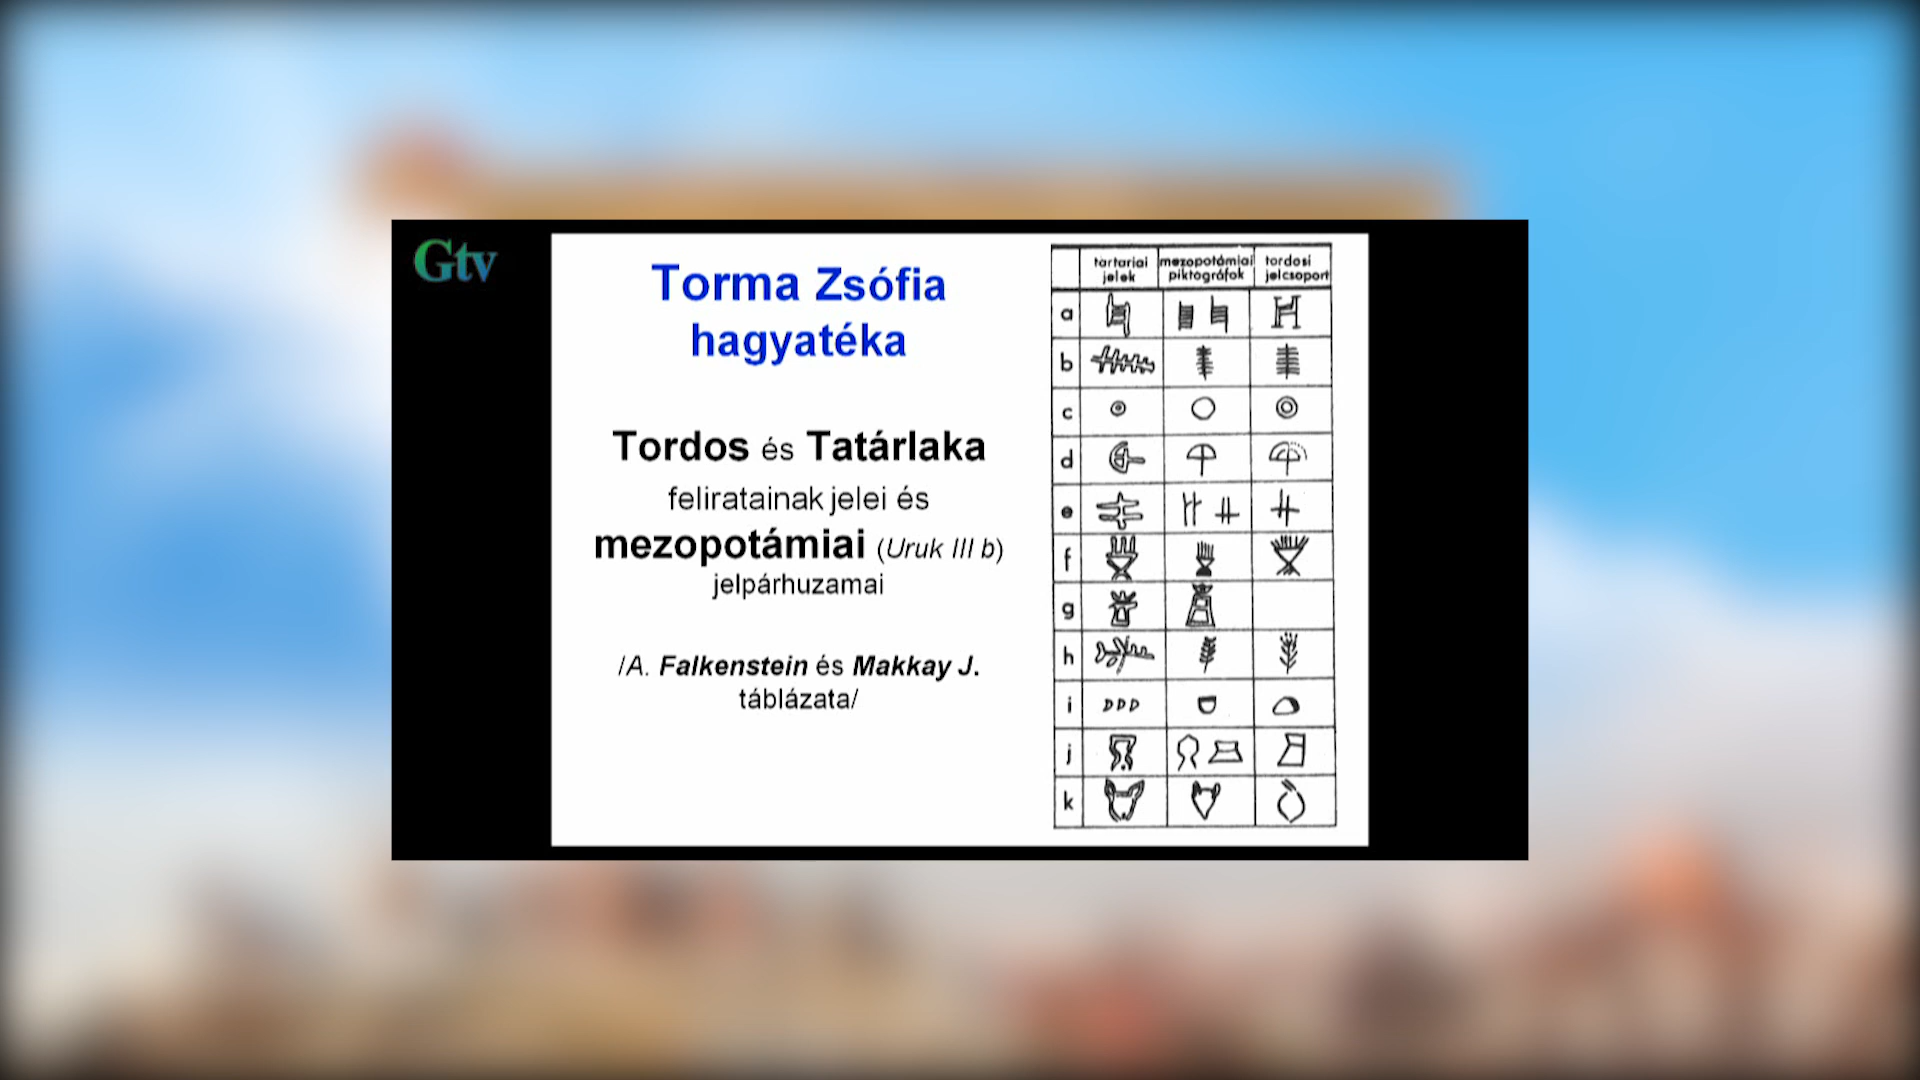 Gtv
Torma Zsófia
hagyatéka
Tordos és Tatárlaka
feliratainak jelei és
mezopotámiai (Uruk III b)
jelpárhuzamai
/A. Falkenstein és Makkay J.
táblázata/
tartariai jelek
mezopotámiai piktográfok
tordosi jelcsoport
a
b
c
d
e
f
g
h
i
j
k